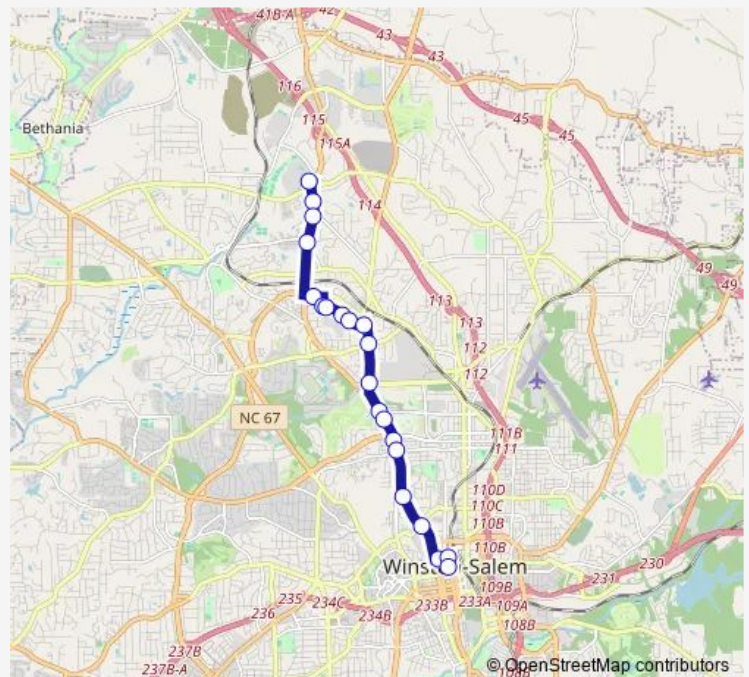 41B-A
42
43
43
116
45
45
Bethania
115
115A
114
49
49
113
113
112
112
NC 67
111B
111
110D
110C
110B
110B
Winst -Salem
230
231
235
109B
236
234C
233B
233A
109A
234B
108B
237B
237B-A
© OpenStreetMap contributors